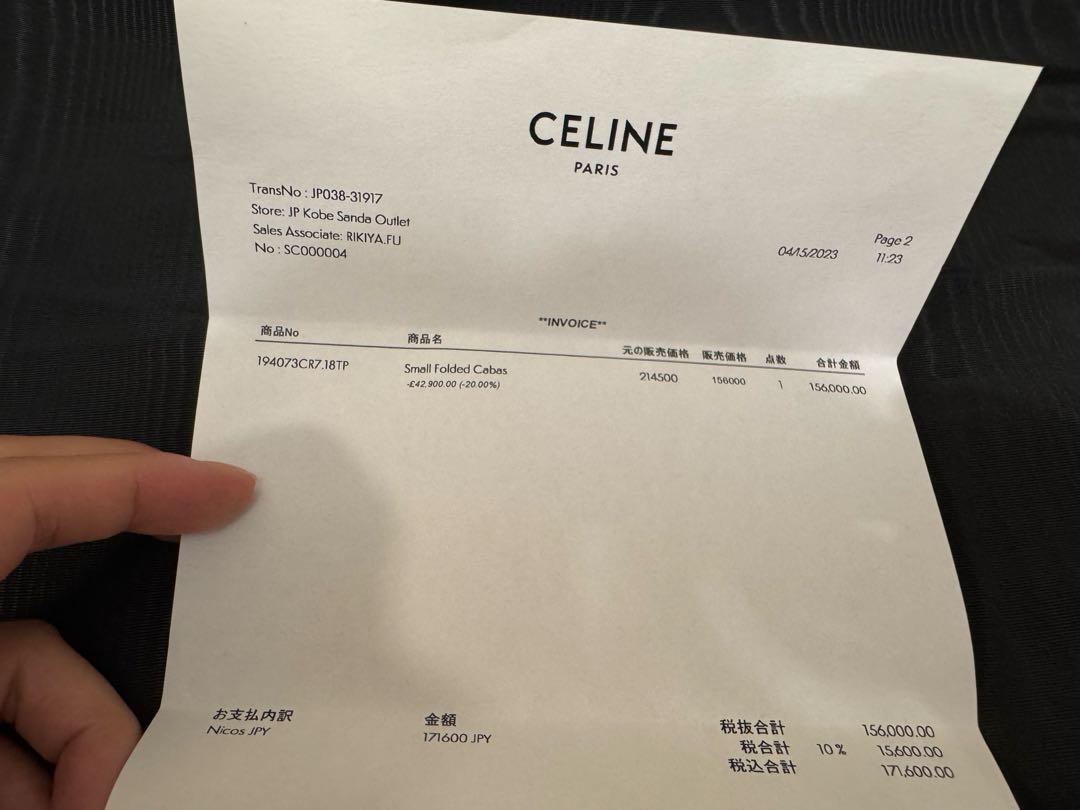 CELINE
PARIS
TransNo : JP038-31917
Store: JP Kobe Sanda Outlet
Sales Associate: RIKIYA.FU
No : SC000004
04/15/2023 Page 2
11:23
**INVOICE**
商品No 商品名 元の販売価格 販売価格 点数 合計金額
194073CR7.18TP Small Folded Cabas 214500 156000 1 156,000.00
-£42,900.00 (-20.00%)
お支払内訳 金額 税抜合計 156,000.00
Nicos JPY 171600 JPY 税合計 10% 15,600.00
税込合計 171,600.00